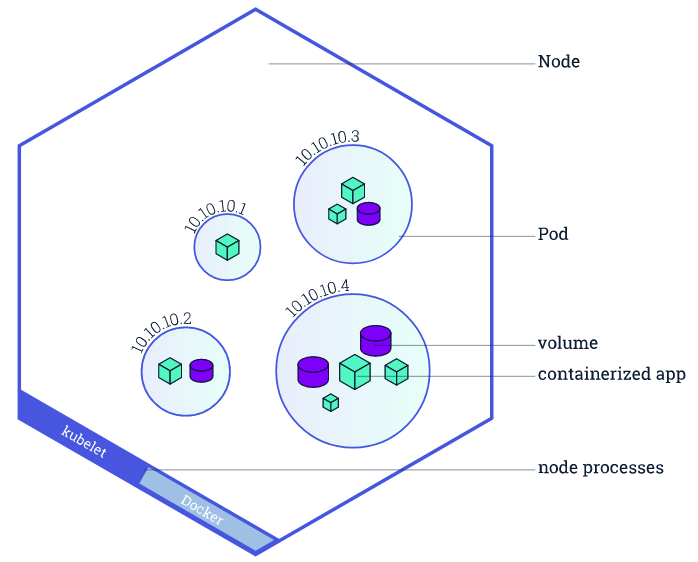 Node
10.10.10.3
10.10.10.1
Pod
10.10.10.4
10.10.10.2
volume
containerized app
kubelet
node processes
Docker